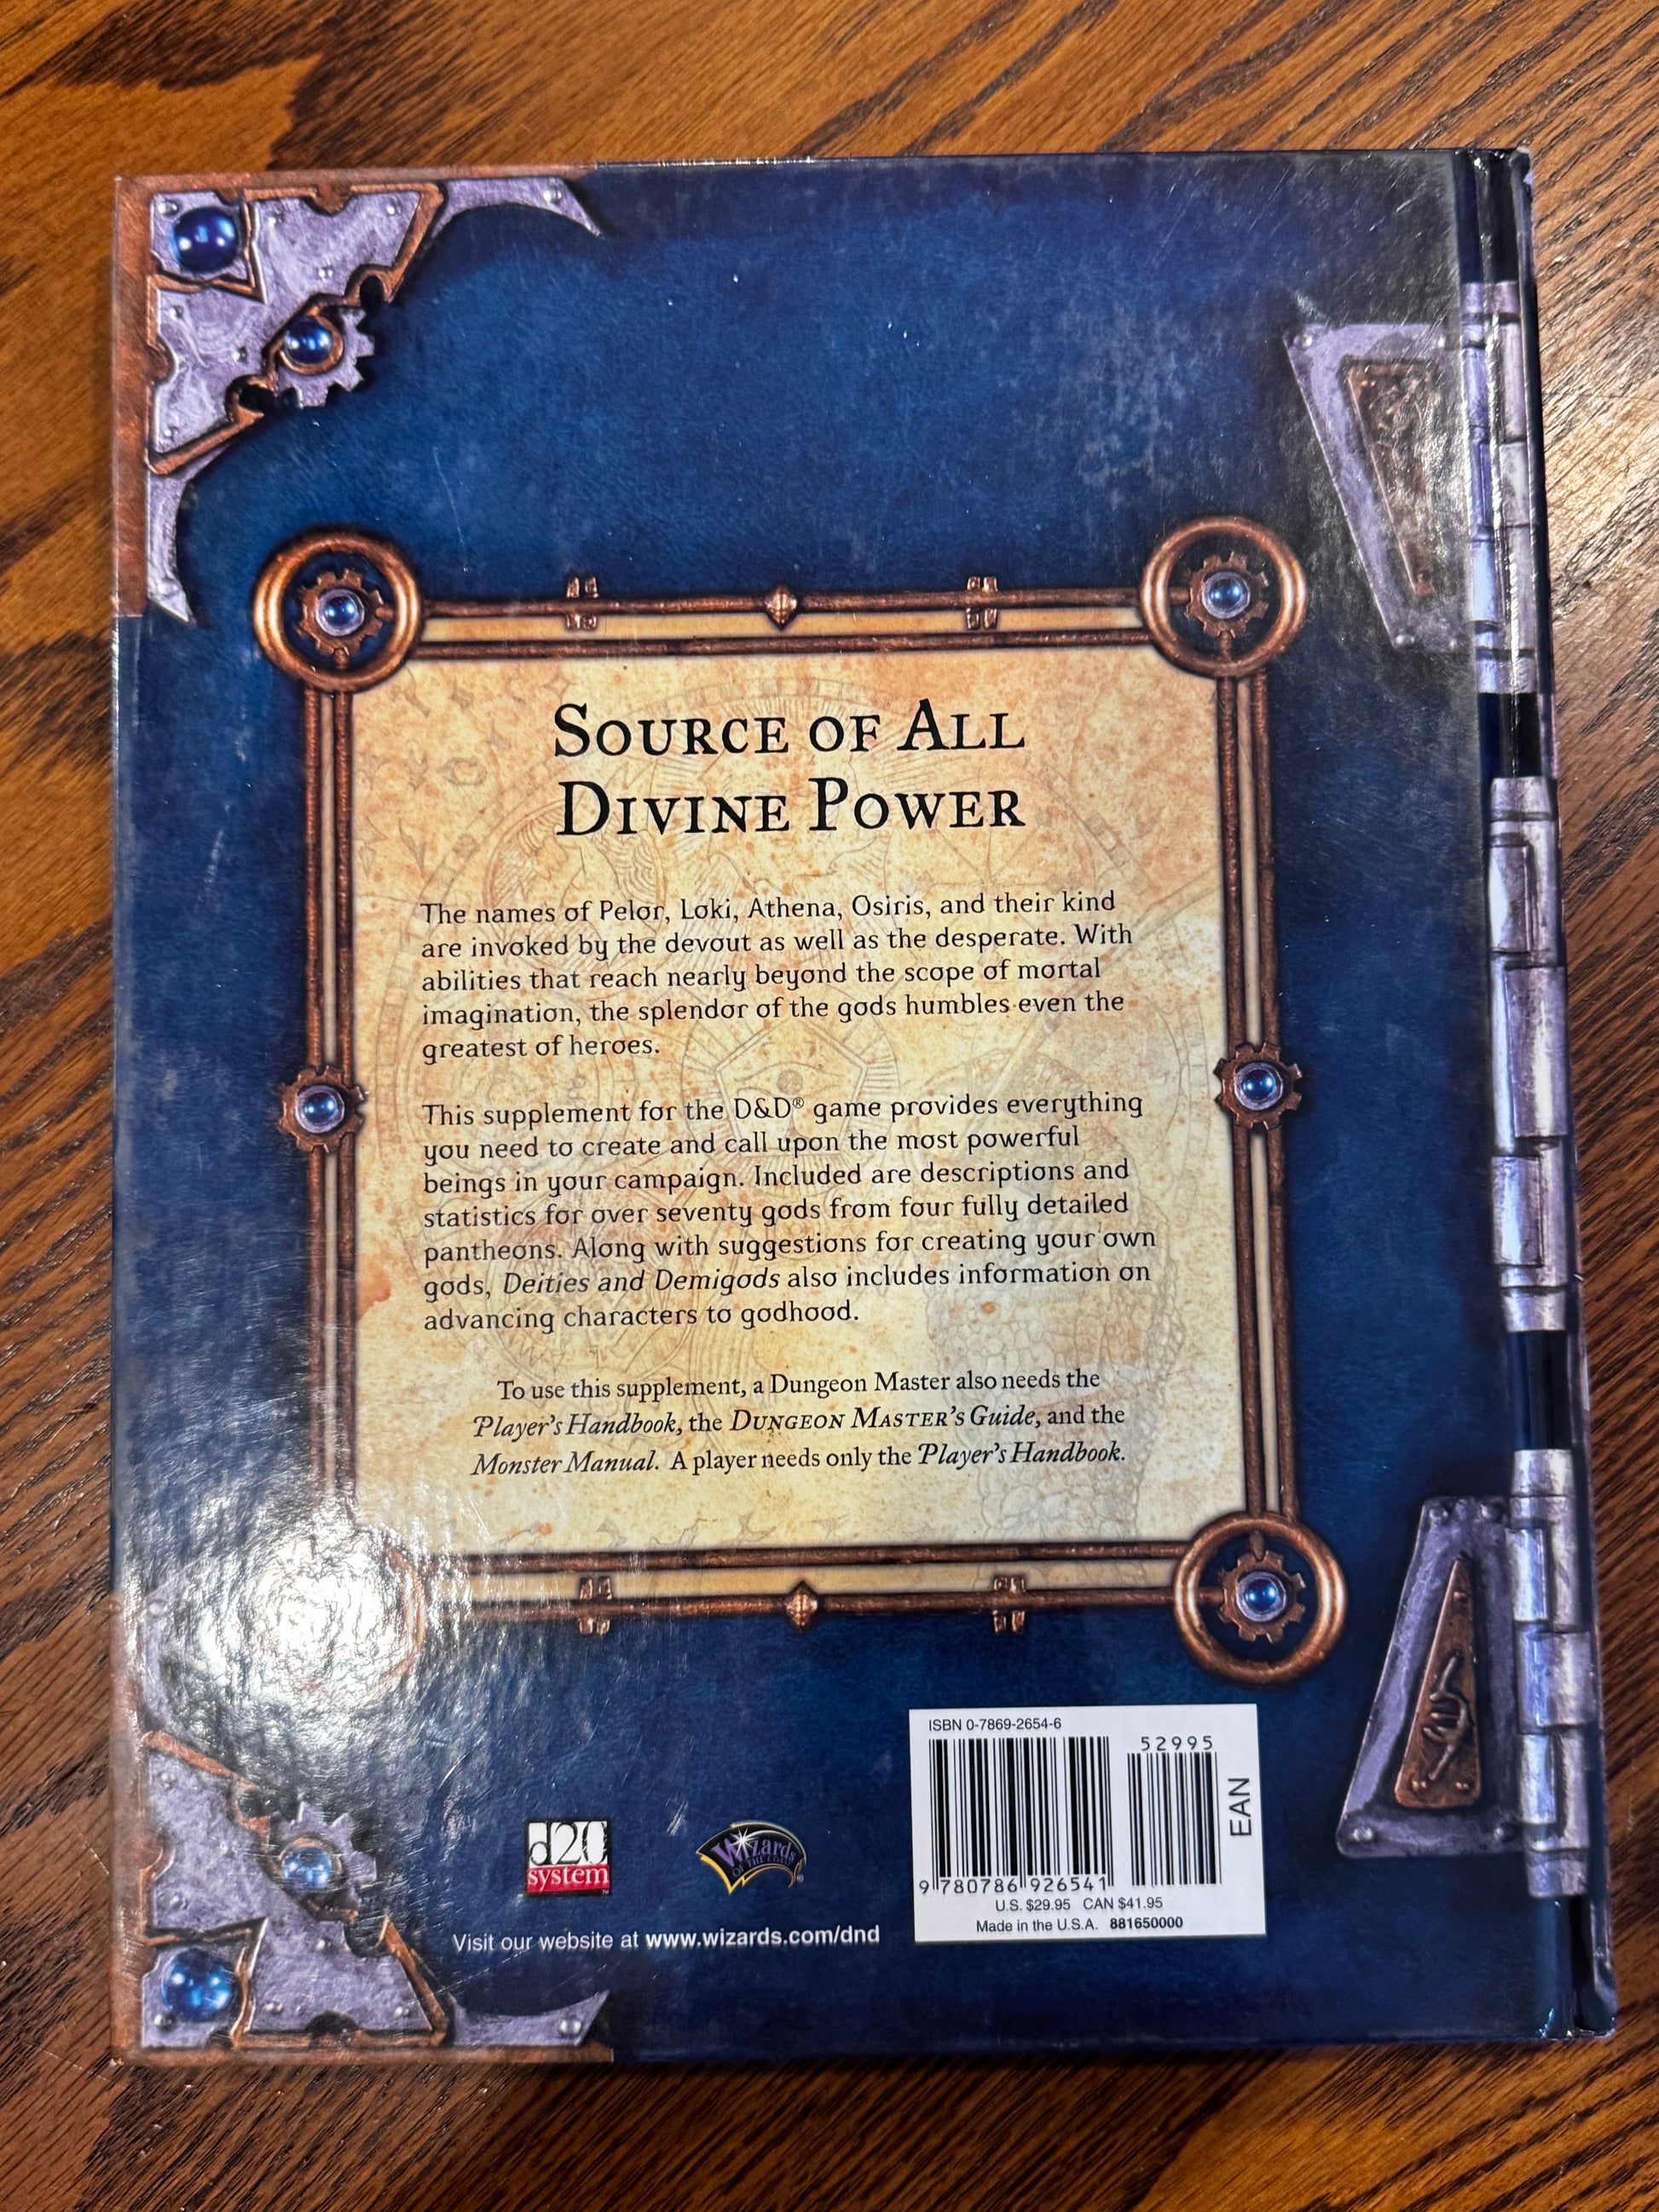 SOURCE OF ALL
DIVINE POWER
The names of Pelor, Loki, Athena, Osiris, and their kind
are invoked by the devout as well as the desperate. With
abilities that reach nearly beyond the scope of mortal
imagination, the splendor of the gods humbles even the
greatest of heroes.
This supplement for the D&D® game provides everything
you need to create and call upon the most powerful
beings in your campaign. Included are descriptions and
statistics for over seventy gods from four fully detailed
pantheons. Along with suggestions for creating your own
gods, Deities and Demigods also includes information on
advancing characters to godhood.
To use this supplement, a Dungeon Master also needs the
Player's Handbook, the DUNGEON MASTER'S Guide, and the
Monster Manual. A player needs only the Player's Handbook.
d20
system™
Wizards
OF THE COAST®
Visit our website at www.wizards.com/dnd
ISBN 0-7869-2654-6
52995
EAN
9 780786 926541
U.S. $29.95 CAN $41.95
Made in the U.S.A. 881650000